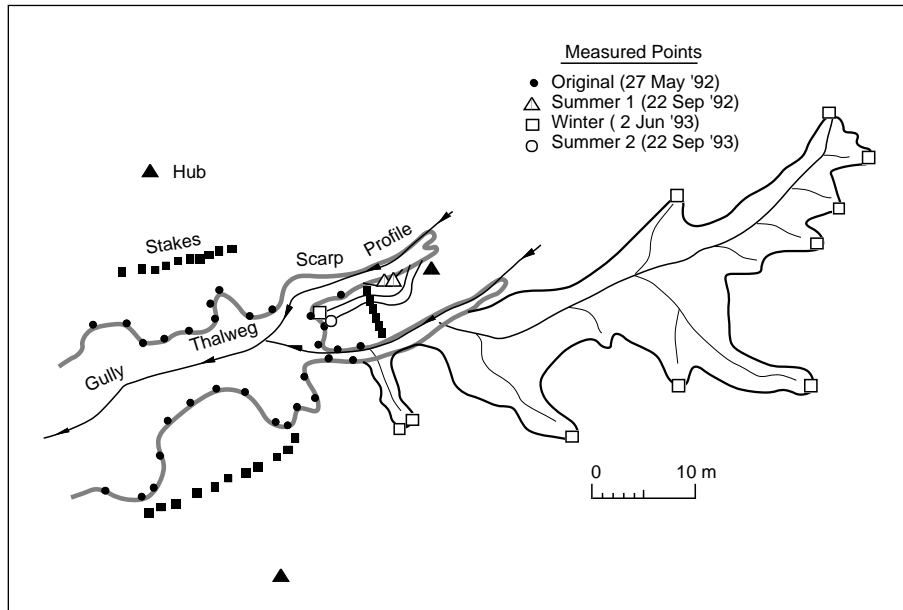 Measured Points
Original (27 May '92)
Summer 1 (22 Sep '92)
Winter ( 2 Jun '93)
Summer 2 (22 Sep '93)
Hub
Stakes
Scarp
Profile
Thalweg
Gully
0 10 m